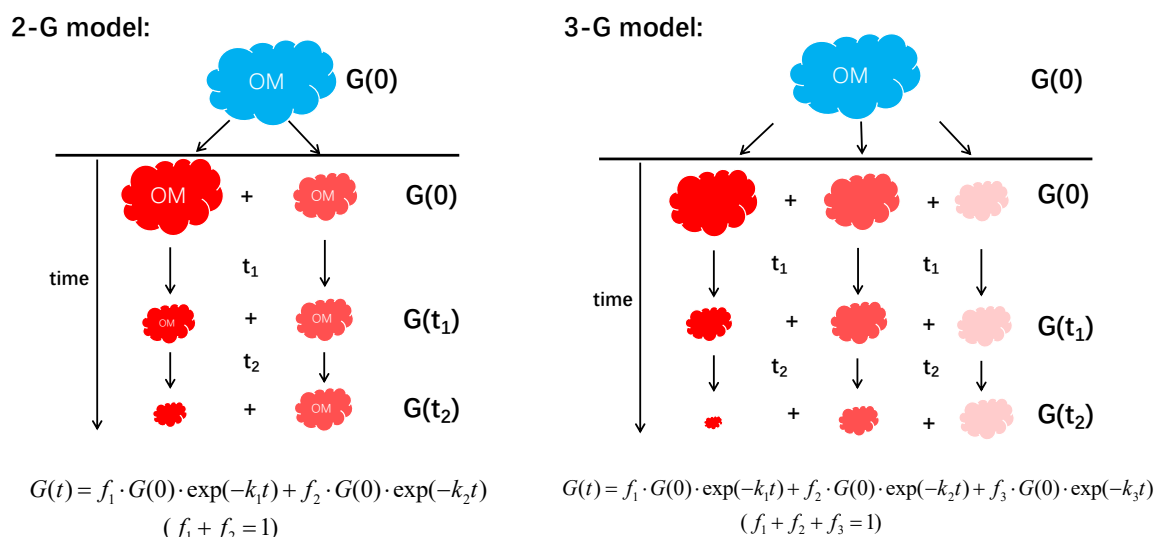 2-G model:
OM
G(0)
OM
+
OM
G(0)
time
t₁
OM
+
OM
G(t₁)
t₂
+
OM
G(t₂)
G(t) = f₁ · G(0) · exp(−k₁t) + f₂ · G(0) · exp(−k₂t)
( f₁ + f₂ = 1)
3-G model:
OM
G(0)
+
+
G(0)
time
t₁
t₁
+
+
G(t₁)
t₂
t₂
+
+
G(t₂)
G(t) = f₁ · G(0) · exp(−k₁t) + f₂ · G(0) · exp(−k₂t) + f₃ · G(0) · exp(−k₃t)
( f₁ + f₂ + f₃ = 1)